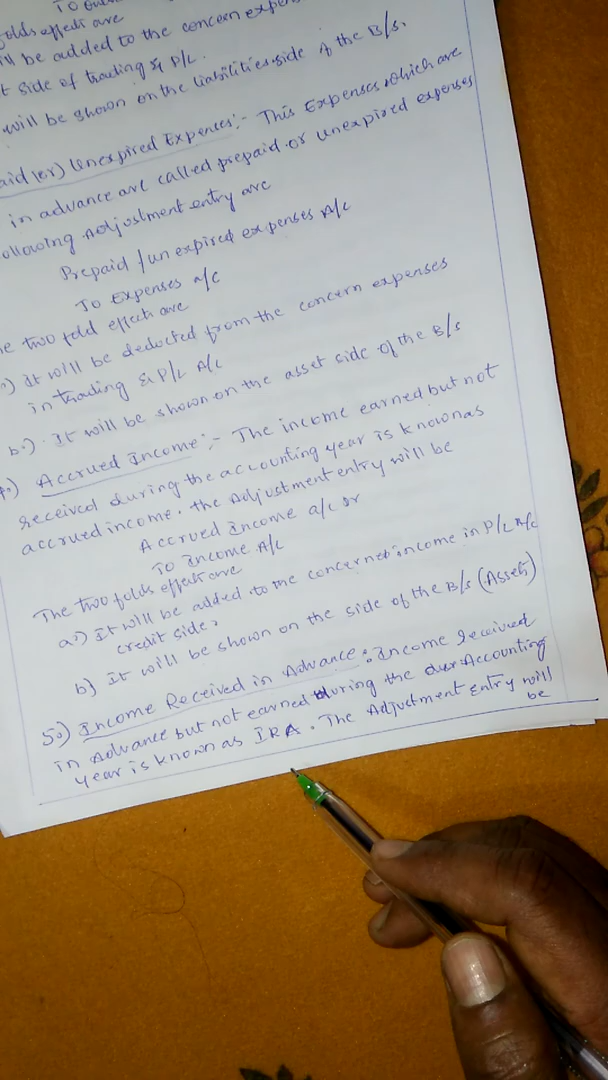 folds effects are
will be added to the concern
side of trading & P/L.
will be shown on the liabilities side of the B/S.
aid (or) Unexpired Expences:- This Expenses which are
in advance are called prepaid or unexpired expenses
ollowing Adjustment entry are
Prepaid / unexpired expenses A/c
To Expenses a/c
he two fold effects are
a) it will be deducted from the concern expenses
in trading & P/L A/c
b.) It will be shown on the asset side of the B/s
4.) Accrued Income:- The income earned but not
received during the accounting year is known as
accrued income. the Adjustment entry will be
Accrued Income a/c Dr
To Income A/c
The two folds effect are
a) It will be added to the concerned income in P/L A/c
credit side.
b) It will be shown on the side of the B/s (Asset)
5.) Income Received in Advance: Income received
in advance but not earned during the Accounting
year is known as IRA. The Adjustment Entry will
be